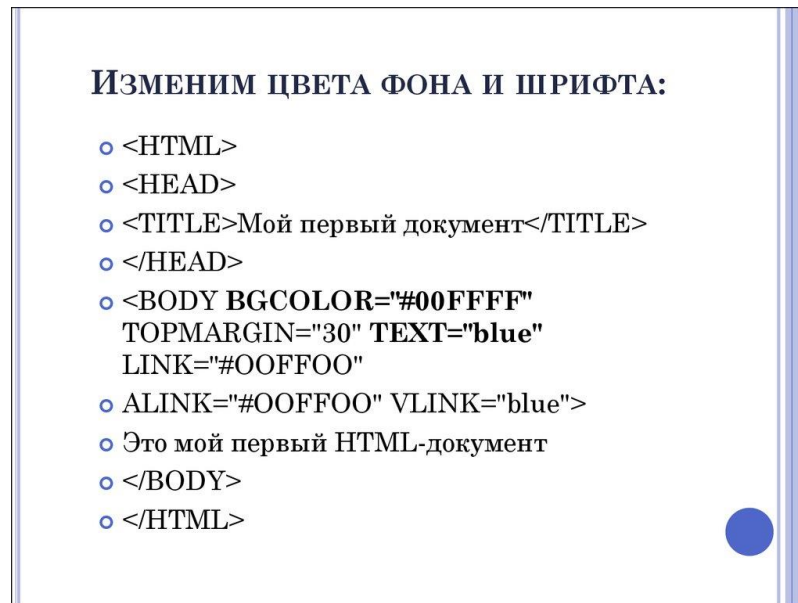 Изменим цвета фона и шрифта:
<HTML>
<HEAD>
<TITLE>Мой первый документ</TITLE>
</HEAD>
<BODY BGCOLOR="#00FFFF"
TOPMARGIN="30" TEXT="blue"
LINK="#OOFFOO"
ALINK="#OOFFOO" VLINK="blue">
Это мой первый HTML-документ
</BODY>
</HTML>